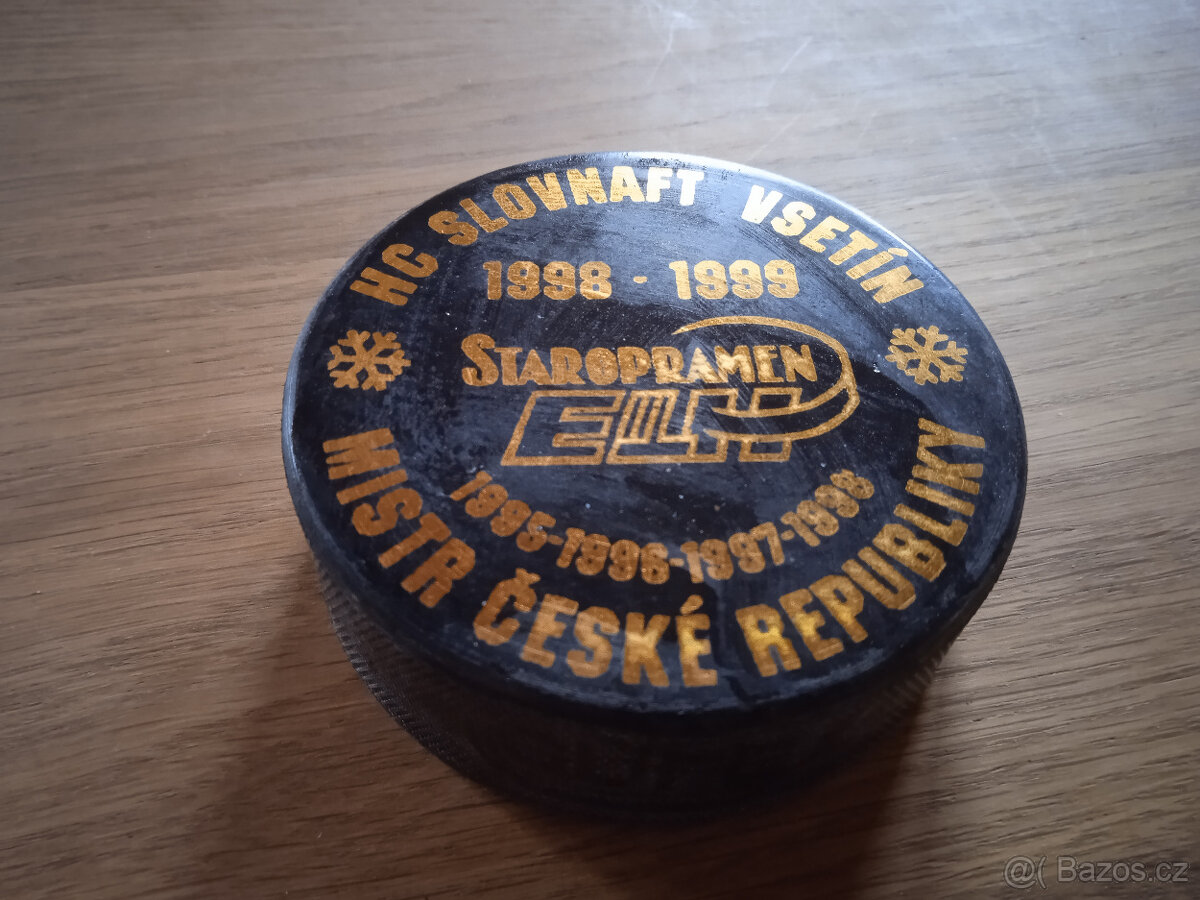 HC SLOVNAFT VSETÍN
1998 - 1999
STAROPRAMEN
ELH
1995-1996-1997-1998
MISTR ČESKÉ REPUBLIKY
@( Bazos.cz